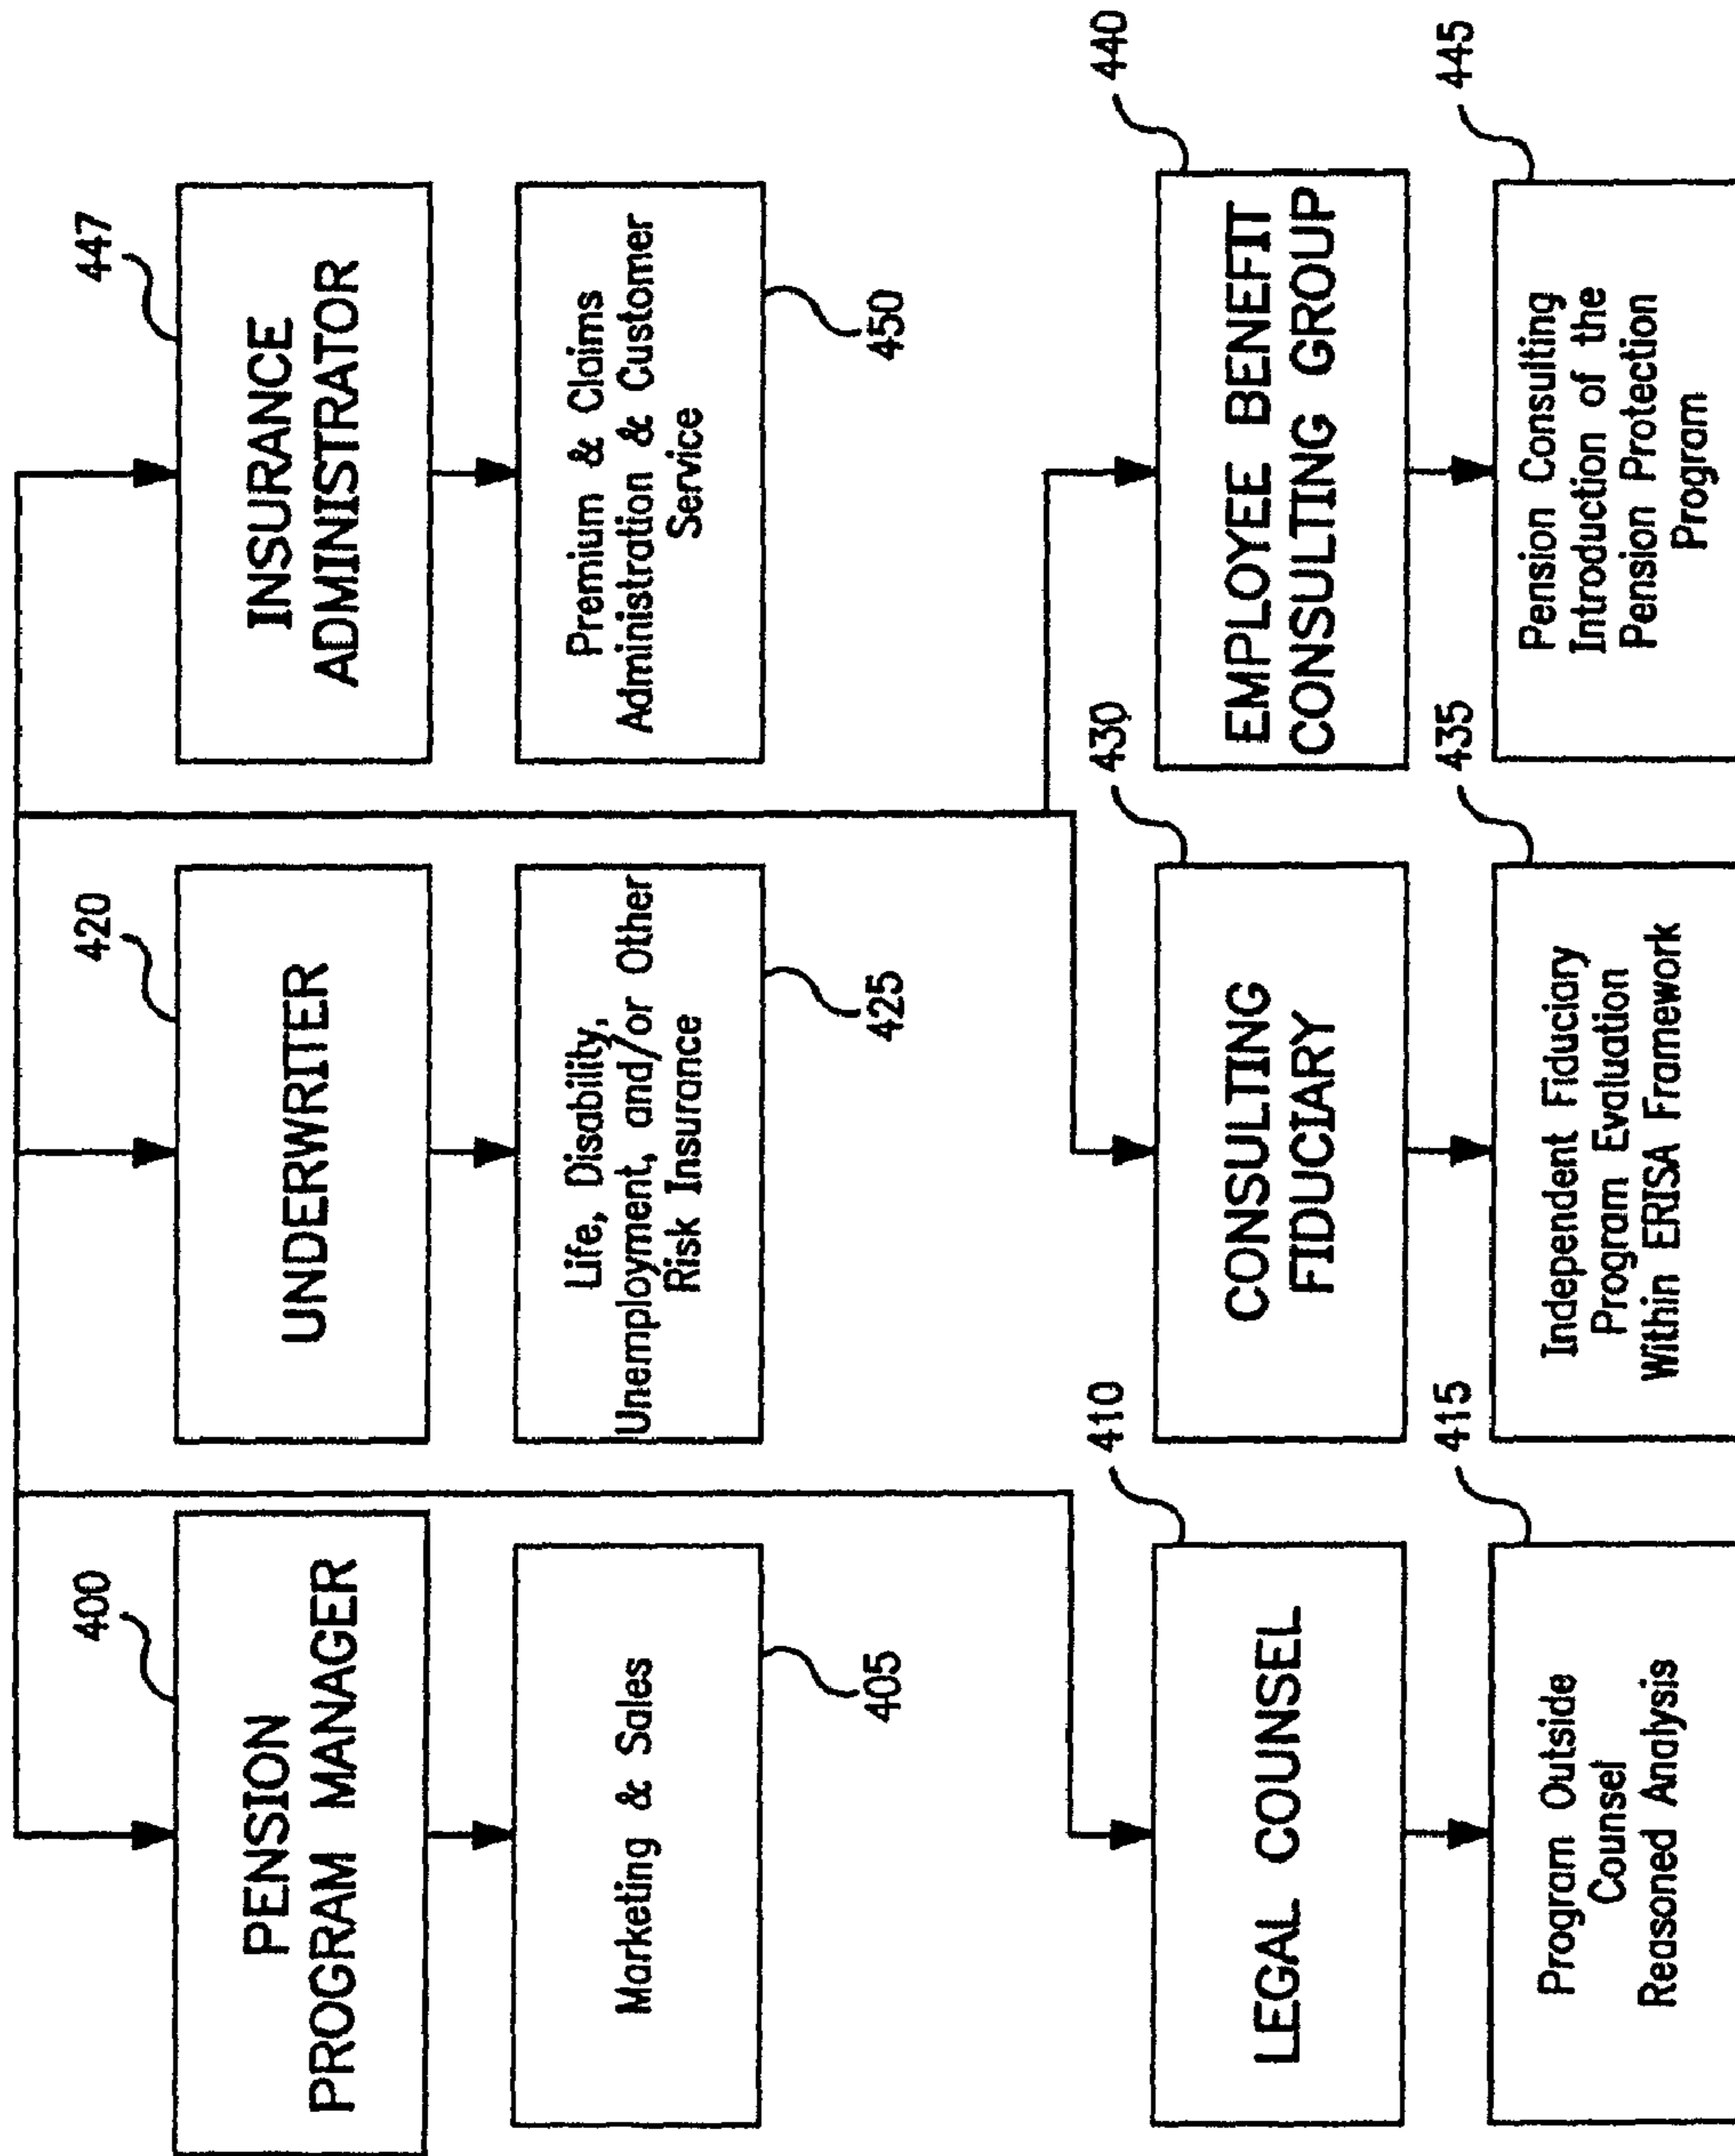 400
PENSION
PROGRAM MANAGER
Marketing & Sales
405
420
UNDERWRITER
Life, Disability,
Unemployment, and/or Other
Risk Insurance
425
447
INSURANCE
ADMINISTRATOR
Premium & Claims
Administration & Customer
Service
450
410
LEGAL COUNSEL
415
Program Outside
Counsel
Reasoned Analysis
430
CONSULTING
FIDUCIARY
435
Independent Fiduciary
Program Evaluation
Within ERISA Framework
440
EMPLOYEE BENEFIT
CONSULTING GROUP
445
Pension Consulting
Introduction of the
Pension Protection
Program